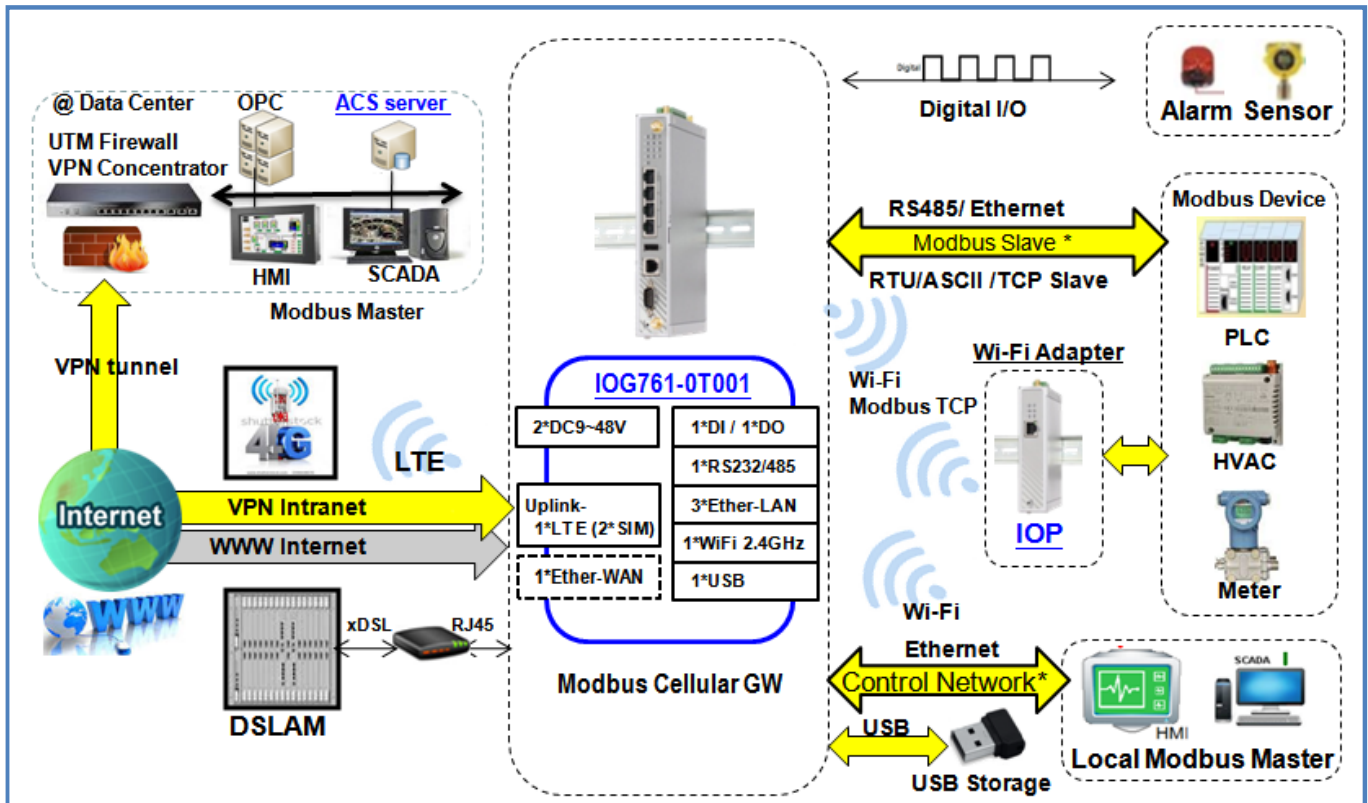 @ Data Center
OPC
ACS server
UTM Firewall
VPN Concentrator
HMI
SCADA
Modbus Master
VPN tunnel
LTE
Internet
VPN Intranet
WWW Internet
WWW
xDSL
RJ45
DSLAM
IOG761-0T001
2*DC9~48V
Uplink-
1*LTE (2*SIM)
1*Ether-WAN
1*DI / 1*DO
1*RS232/485
3*Ether-LAN
1*WiFi 2.4GHz
1*USB
Modbus Cellular GW
Digital
Digital I/O
Alarm
Sensor
RS485/ Ethernet
Modbus Slave *
RTU/ASCII /TCP Slave
Modbus Device
PLC
HVAC
Meter
Wi-Fi
Modbus TCP
Wi-Fi Adapter
IOP
Wi-Fi
Ethernet
Control Network*
USB
USB Storage
SCADA
HMI
Local Modbus Master